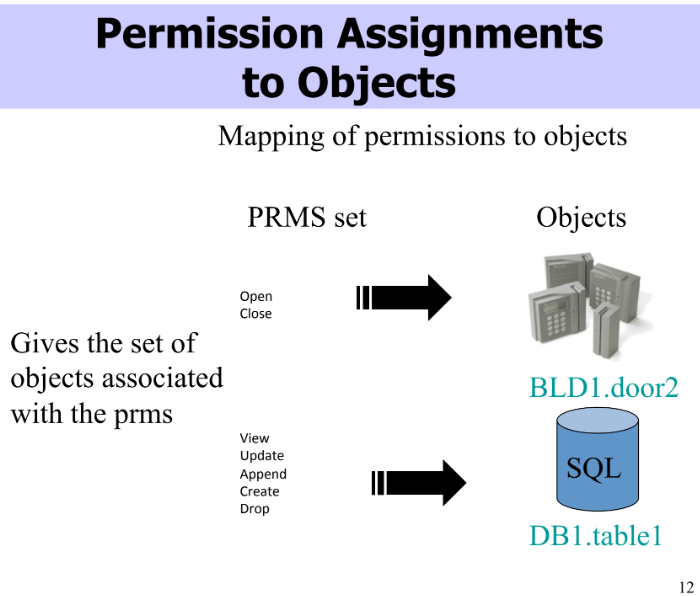 Permission Assignments
to Objects
Mapping of permissions to objects
PRMS set
Objects
Open
Close
Gives the set of
objects associated
with the prms
BLD1.door2
View
Update
Append
Create
Drop
SQL
DB1.table1
12